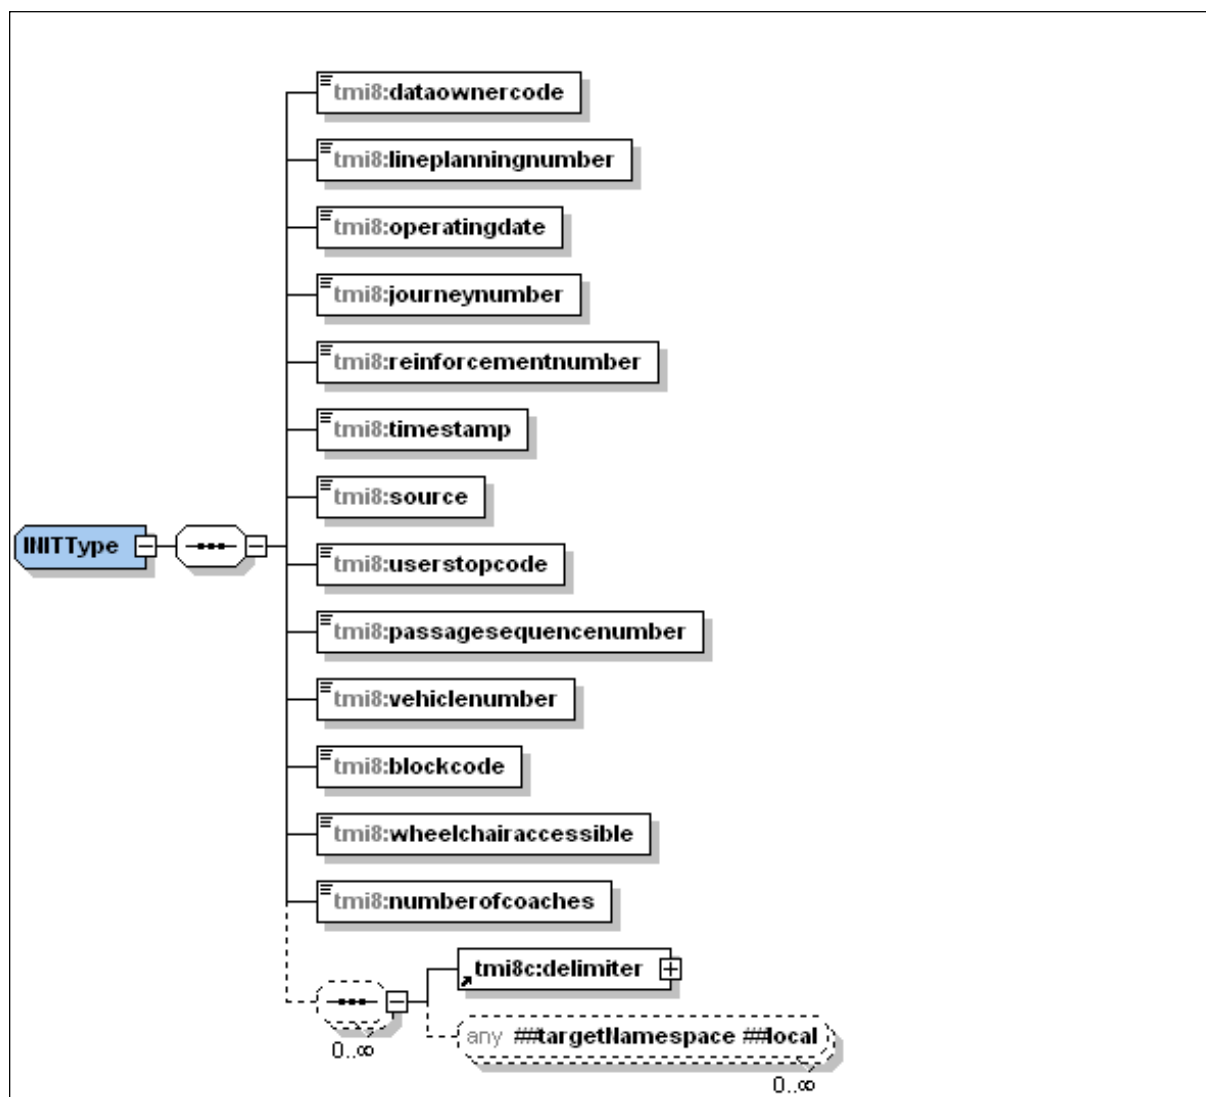 tmi8:dataownercode
tmi8:lineplanningnumber
tmi8:operatingdate
tmi8:journeynumber
tmi8:reinforcementnumber
tmi8:timestamp
tmi8:source
INITType
tmi8:userstopcode
tmi8:passagesequencenumber
tmi8:vehiclenumber
tmi8:blockcode
tmi8:wheelchairaccessible
tmi8:numberofcoaches
tmi8c:delimiter
any ##targetNamespace ##local
0..∞
0..∞